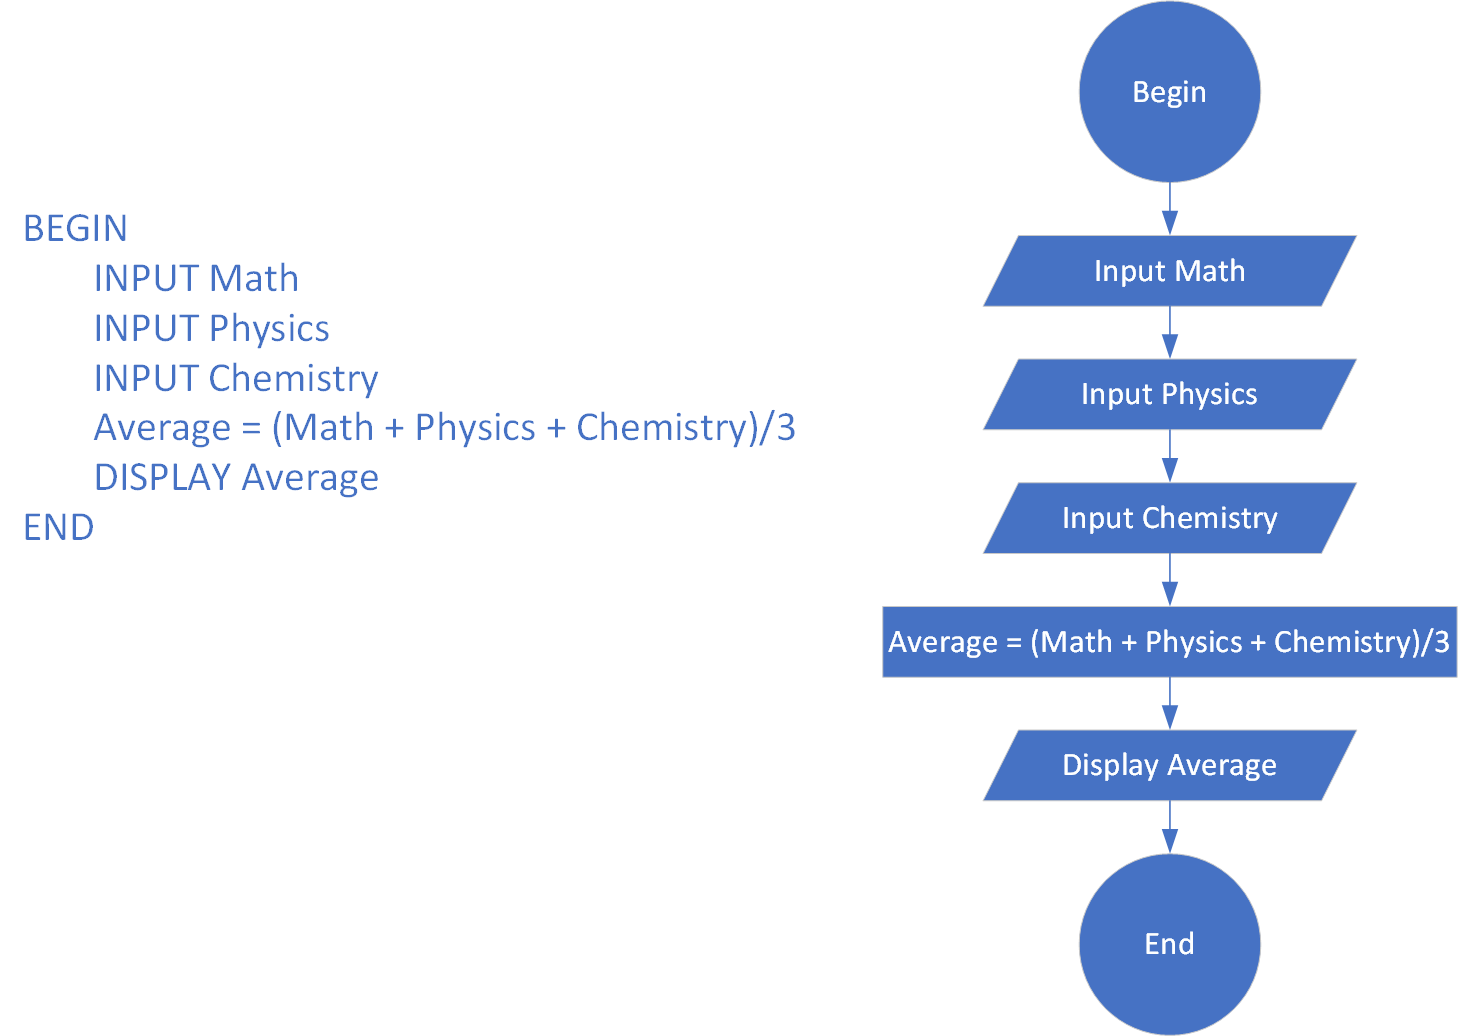 BEGIN
INPUT Math
INPUT Physics
INPUT Chemistry
Average = (Math + Physics + Chemistry)/3
DISPLAY Average
END
Begin
Input Math
Input Physics
Input Chemistry
Average = (Math + Physics + Chemistry)/3
Display Average
End